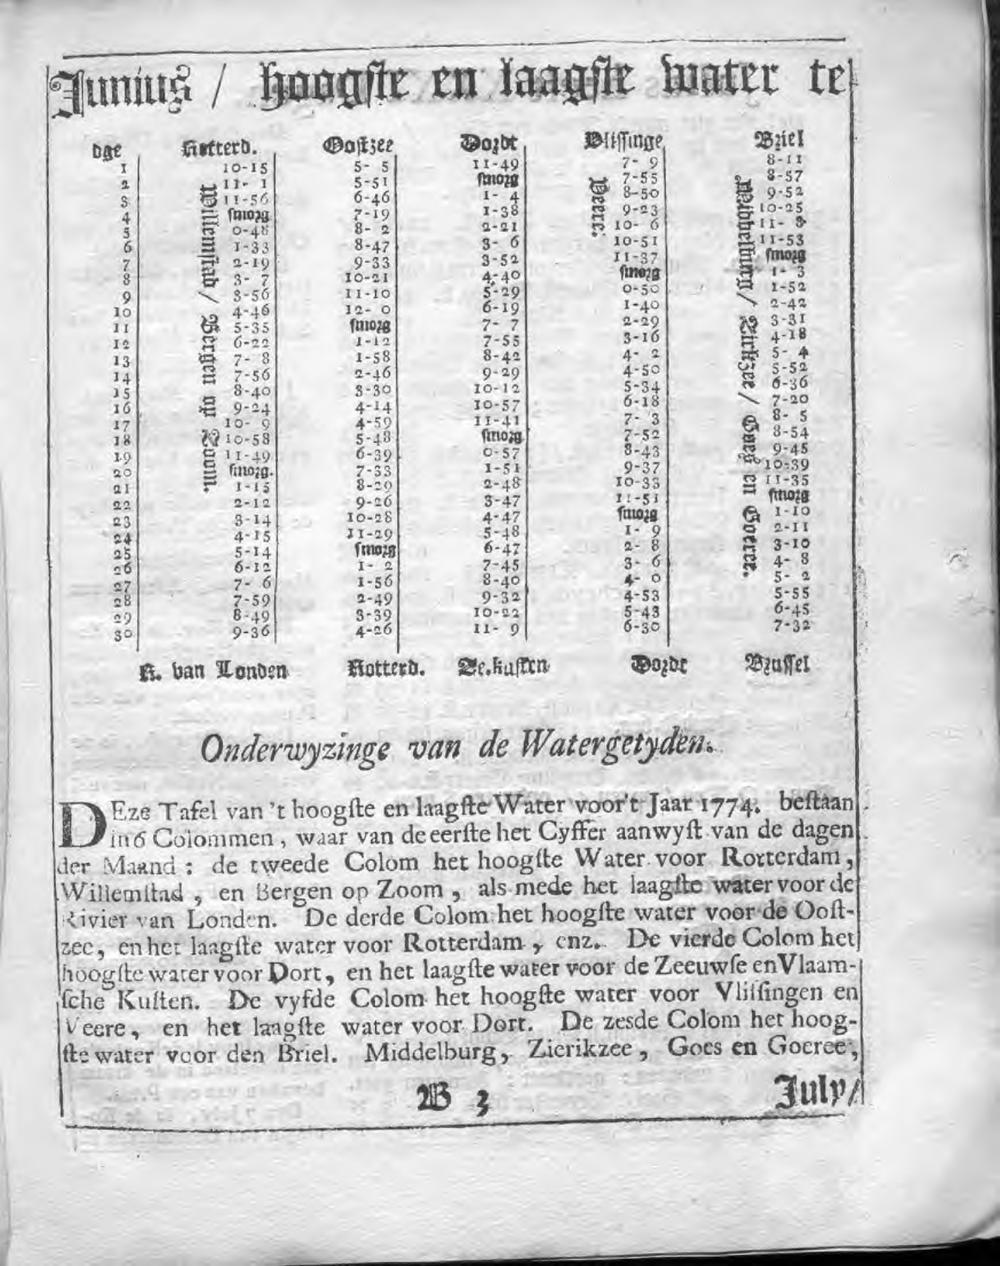 Junius / hoogſte en laagſte water te
dge Rotterd. Ooſtzee Dordt Vliſſinge Briel
1 10-15 5- 5 11-49 7- 9 8-11
2 11- 1 5-51 ſmorg 7-55 8-57
3 11-56 6-46 1- 4 8-50 9-52
4 ſmorg 7-19 1-38 9-23 10-25
5 0-48 8- 2 2-21 10- 6 11- 8
6 1-33 8-47 3- 6 10-51 11-53
7 2-19 9-33 3-52 11-37 ſmorg
8 3- 7 10-21 4-40 ſmorg 1- 3
9 3-56 11-10 5-29 0-50 1-52
10 4-46 12- 0 6-19 1-40 2-42
11 5-35 ſmorg 7- 7 2-29 3-31
12 6-22 1-12 7-55 3-16 4-18
13 7- 8 1-58 8-42 4- 2 5- 4
14 7-56 2-46 9-29 4-50 5-52
15 8-40 3-30 10-12 5-34 6-36
16 9-24 4-14 10-57 6-18 7-20
17 10- 9 4-59 11-41 7- 3 8- 5
18 10-58 5-48 ſmorg 7-52 8-54
19 11-49 6-39 0-57 8-43 9-45
20 ſmorg. 7-33 1-51 9-37 10-39
21 1-15 8-29 2-48 10-33 11-35
22 2-12 9-26 3-47 11-51 ſmorg
23 3-14 10-28 4-47 ſmorg 1-10
24 4-15 11-29 5-48 1- 9 2-11
25 5-14 ſmorg 6-47 2- 8 3-10
26 6-12 1- 2 7-45 3- 6 4- 8
27 7- 6 1-56 8-40 4- 0 5- 2
28 7-59 2-49 9-32 4-53 5-55
29 8-49 3-39 10-22 5-43 6-45
30 9-36 4-26 11- 9 6-30 7-32
Willemſtad / Bergen op Zoom.
Veere.
Middelburg / Zirkzee / Goes en Goeree.
R. van Londen Rotterd. Ze.kuſten Dordt Bruſſel
Onderwyzinge van de Watergetyden.
DEze Tafel van 't hoogſte en laagſte Water voor't Jaar 1774. beſtaan
in 6 Colommen, waar van de eerſte het Cyffer aanwyſt van de dagen
der Maand: de tweede Colom het hoogſte Water voor Rotterdam,
Willemſtad, en Bergen op Zoom, als mede het laagſte water voor de
Rivier van Londen. De derde Colom het hoogſte water voor de Ooſt-
zee, en het laagſte water voor Rotterdam, enz. De vierde Colom het
hoogſte water voor Dort, en het laagſte water voor de Zeeuwſe en Vlaam-
ſche Kuſten. De vyfde Colom het hoogſte water voor Vliſſingen en
Veere, en het laagſte water voor Dort. De zesde Colom het hoog-
ſte water voor den Briel. Middelburg, Zierikzee, Goes en Goeree,
B 3 July/